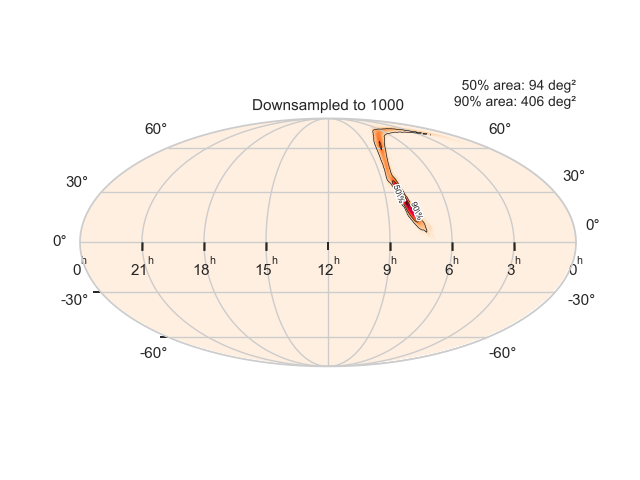 50% area: 94 deg²
90% area: 406 deg²
Downsampled to 1000
60° 60°
30° 30°
50%
90%
0° 0°
0h 21h 18h 15h 12h 9h 6h 3h 0h
-30° -30°
-60° -60°